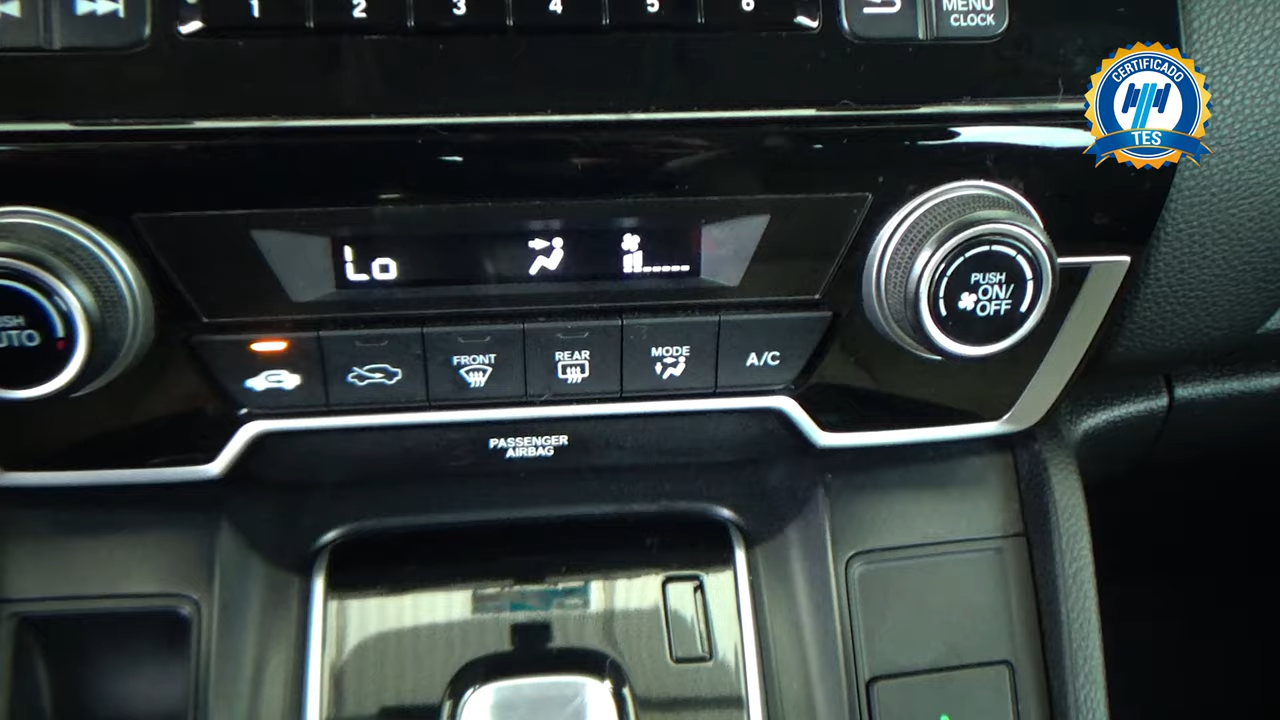 1 2 3 4 5 6
MENU
CLOCK
CERTIFICADO
TES
Lo
PUSH
ON/
OFF
AUTO
FRONT
REAR
MODE
A/C
PASSENGER
AIRBAG